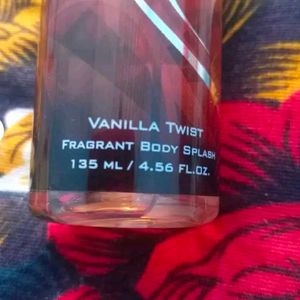 VANILLA TWIST
FRAGRANT BODY SPLASH
135 ML / 4.56 FL.OZ.